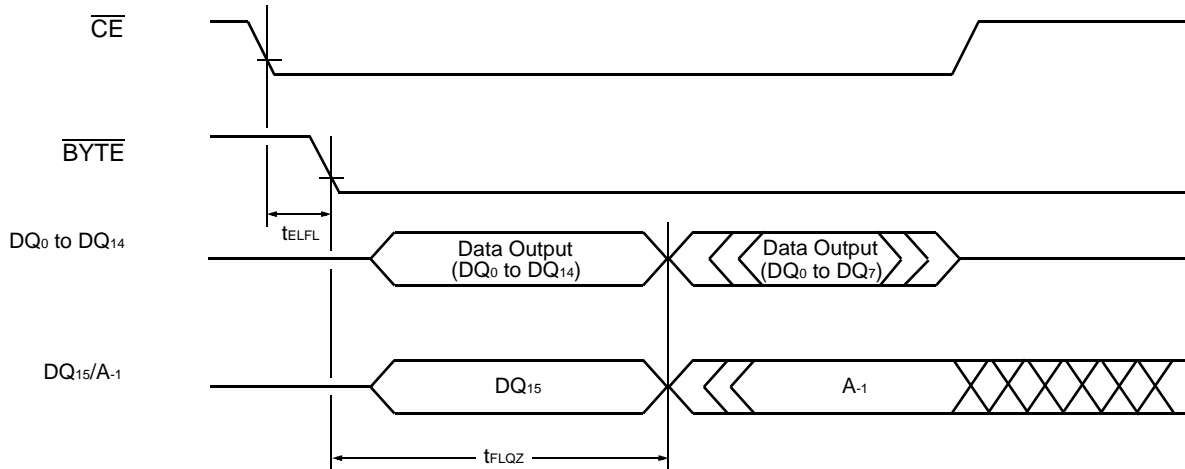 CE
BYTE
tELFL
DQ0 to DQ14
Data Output
(DQ0 to DQ14)
Data Output
(DQ0 to DQ7)
DQ15/A-1
DQ15
A-1
tFLQZ